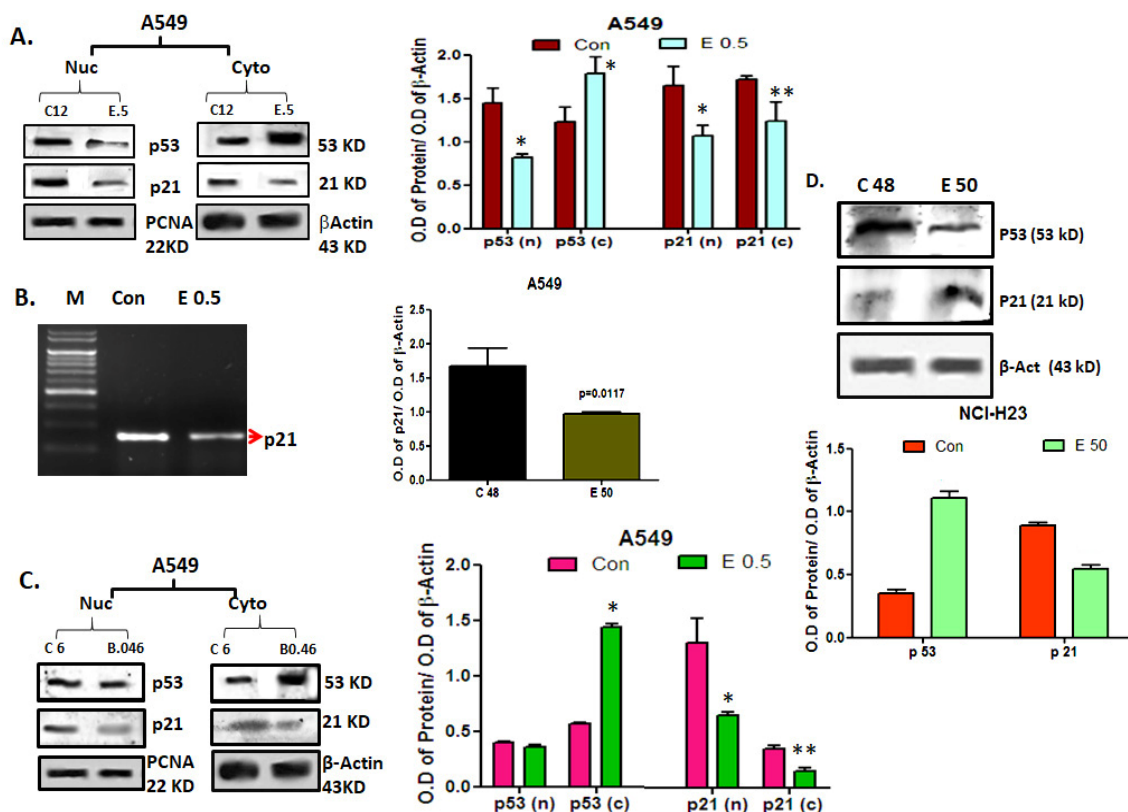 A.
A549
Nuc Cyto
C12 E.5 C12 E.5
p53 53 KD
p21 21 KD
PCNA βActin
22KD 43 KD
A549
Con E 0.5
O.D of Protein/ O.D of β-Actin
2.0
1.5
1.0
0.5
0.0
* * * **
p53 (n) p53 (c) p21 (n) p21 (c)
B.
M Con E 0.5
p21
A549
O.D of p21/ O.D of β-Actin
2.5
2.0
1.5
1.0
0.5
0.0
p=0.0117
C 48 E 50
C.
A549
Nuc Cyto
C 6 B.046 C 6 B0.46
p53 53 KD
p21 21 KD
PCNA β-Actin
22 KD 43KD
A549
Con E 0.5
O.D of Protein/ O.D of β-Actin
2.0
1.5
1.0
0.5
0.0
* * **
p53 (n) p53 (c) p21 (n) p21 (c)
D.
C 48 E 50
P53 (53 kD)
P21 (21 kD)
β-Act (43 kD)
NCI-H23
Con E 50
O.D of Protein/ O.D of β-Actin
1.5
1.0
0.5
0.0
p 53 p 21